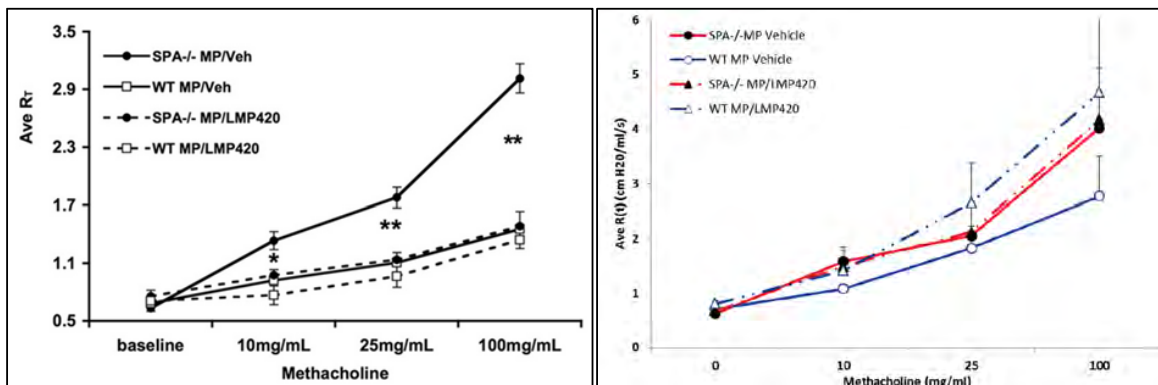 3.5
2.9
2.3
1.7
1.1
0.5
Ave RT
SPA-/- MP/Veh
WT MP/Veh
SPA-/- MP/LMP420
WT MP/LMP420
**
**
*
baseline 10mg/mL 25mg/mL 100mg/mL
Methacholine
6
5
4
3
2
1
0
Ave R(t) (cm H20/ml/s)
SPA-/-MP Vehicle
WT MP Vehicle
SPA-/- MP/LMP420
WT MP/LMP420
0 10 25 100
Methacholine (mg/ml)